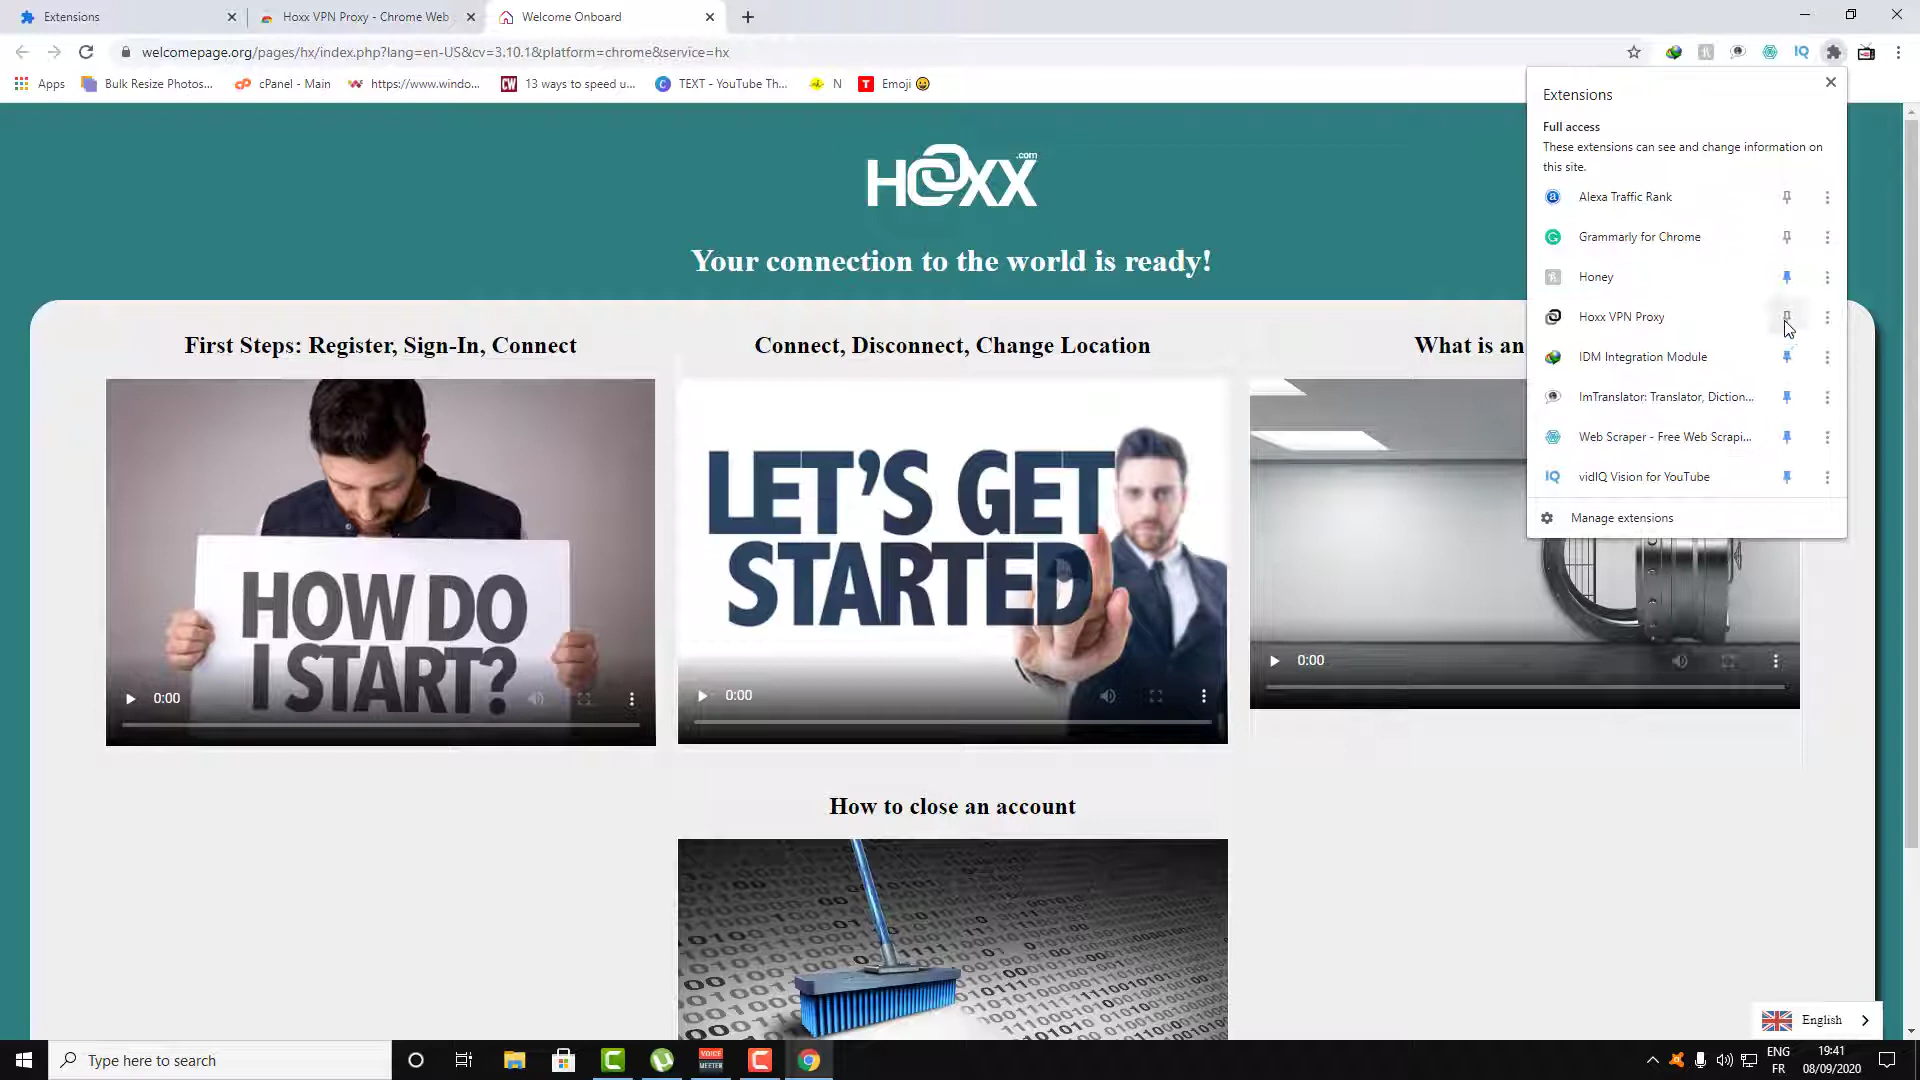 Extensions
Hoxx VPN Proxy - Chrome Web
Welcome Onboard
welcomepage.org/pages/hx/index.php?lang=en-US&cv=3.10.1&platform=chrome&service=hx
Apps
Bulk Resize Photos...
cPanel - Main
https://www.windo...
13 ways to speed u...
TEXT - YouTube Th...
N
Emoji 😀
HOXX.com
Your connection to the world is ready!
First Steps: Register, Sign-In, Connect
Connect, Disconnect, Change Location
What is an
HOW DO
I START?
0:00
LET'S GET
STARTED
0:00
0:00
How to close an account
Extensions
Full access
These extensions can see and change information on
this site.
Alexa Traffic Rank
Grammarly for Chrome
Honey
Hoxx VPN Proxy
IDM Integration Module
ImTranslator: Translator, Diction...
Web Scraper - Free Web Scrapi...
vidIQ Vision for YouTube
Manage extensions
English
Type here to search
VOICE
MEETER
ENG
FR
19:41
08/09/2020